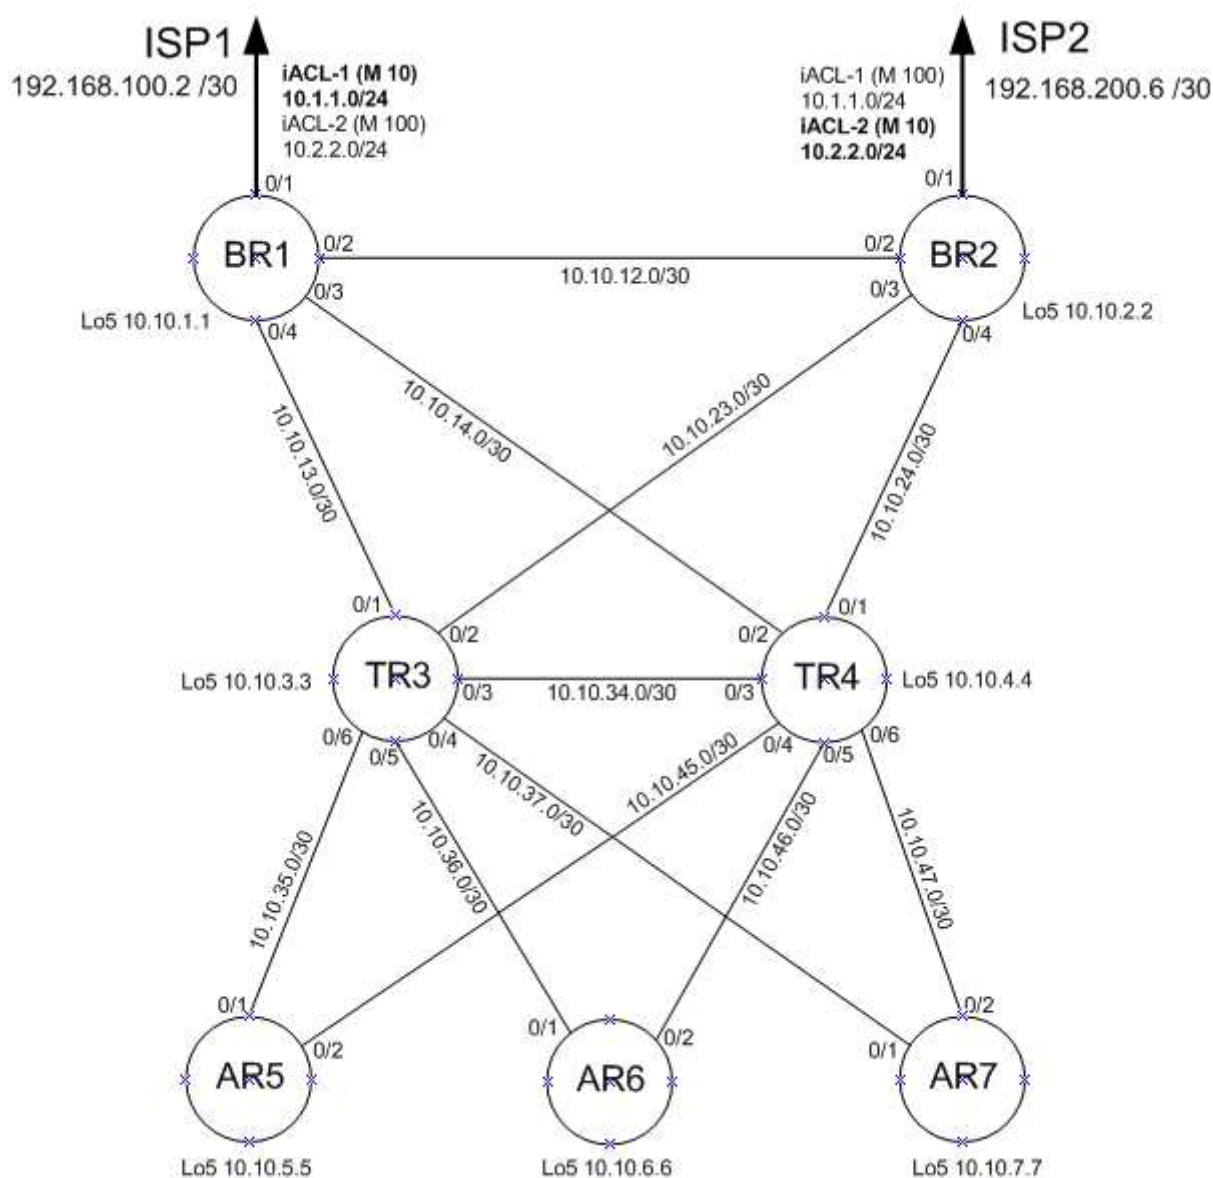 ISP1
192.168.100.2 /30
iACL-1 (M 10)
10.1.1.0/24
iACL-2 (M 100)
10.2.2.0/24
iACL-1 (M 100)
10.1.1.0/24
iACL-2 (M 10)
10.2.2.0/24
ISP2
192.168.200.6 /30
0/1
0/1
BR1
0/2
0/3
0/4
Lo5 10.10.1.1
10.10.12.0/30
BR2
0/2
0/3
0/4
Lo5 10.10.2.2
10.10.13.0/30
10.10.14.0/30
10.10.23.0/30
10.10.24.0/30
0/1
0/2
TR3
0/3
Lo5 10.10.3.3
0/6
0/5
0/4
10.10.34.0/30
0/2
0/1
0/3
TR4
Lo5 10.10.4.4
0/4
0/5
0/6
10.10.35.0/30
10.10.36.0/30
10.10.37.0/30
10.10.45.0/30
10.10.46.0/30
10.10.47.0/30
0/1
0/2
AR5
Lo5 10.10.5.5
0/1
0/2
AR6
Lo5 10.10.6.6
0/1
0/2
AR7
Lo5 10.10.7.7